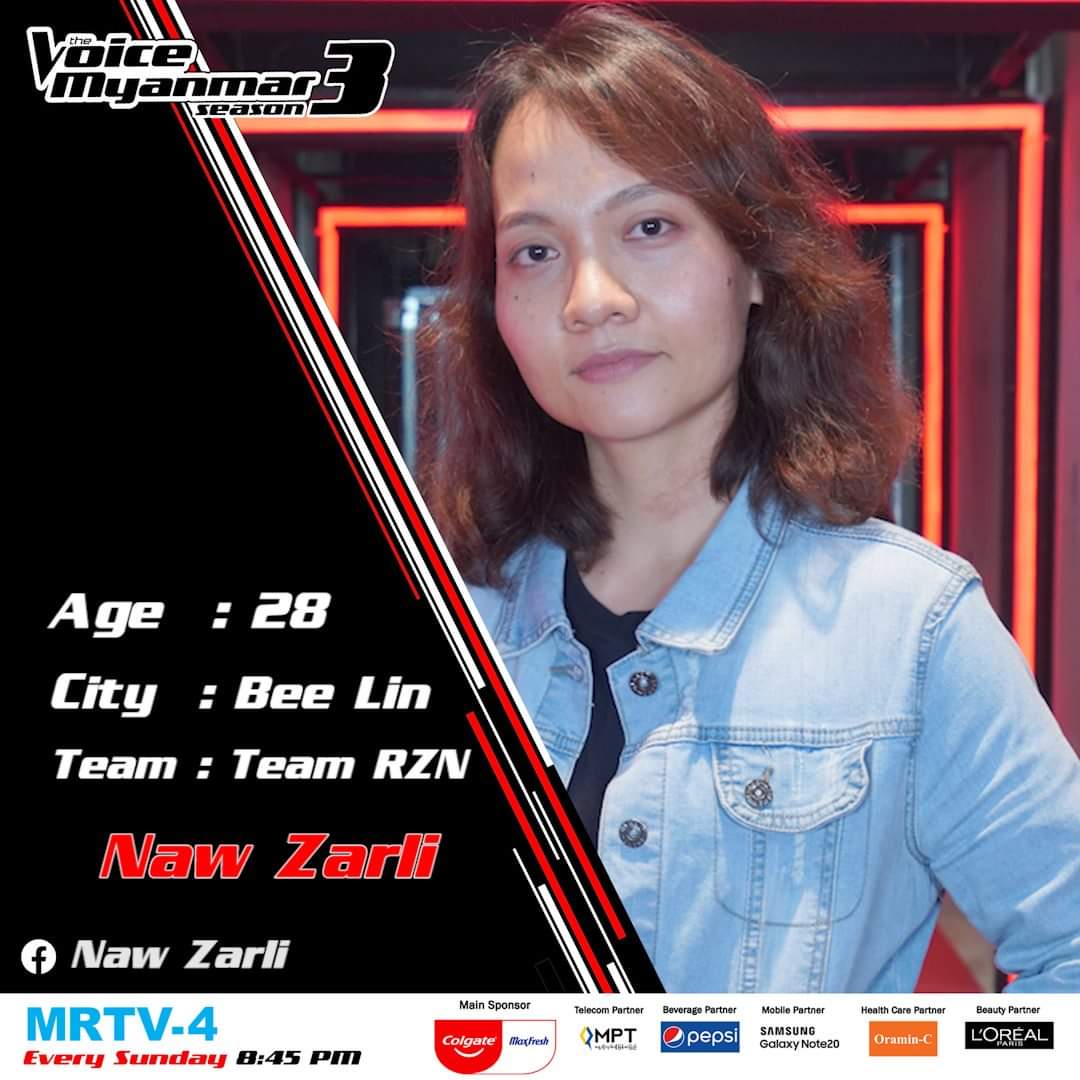 the
Voice
Myanmar
season 3
Age : 28
City : Bee Lin
Team : Team RZN
Naw Zarli
Naw Zarli
MRTV-4
Every Sunday 8:45 PM
Main Sponsor
Colgate MaxFresh
Telecom Partner
MPT
Beverage Partner
pepsi
Mobile Partner
SAMSUNG
Galaxy Note20
Health Care Partner
Oramin-C
Beauty Partner
L'ORÉAL
PARIS